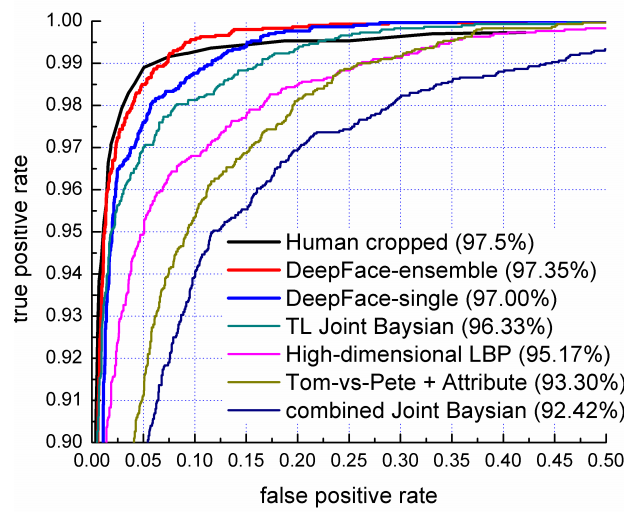 1.00
0.99
0.98
0.97
0.96
0.95
0.94
0.93
0.92
0.91
0.90
true positive rate
Human cropped (97.5%)
DeepFace-ensemble (97.35%)
DeepFace-single (97.00%)
TL Joint Baysian (96.33%)
High-dimensional LBP (95.17%)
Tom-vs-Pete + Attribute (93.30%)
combined Joint Baysian (92.42%)
0.00 0.05 0.10 0.15 0.20 0.25 0.30 0.35 0.40 0.45 0.50
false positive rate